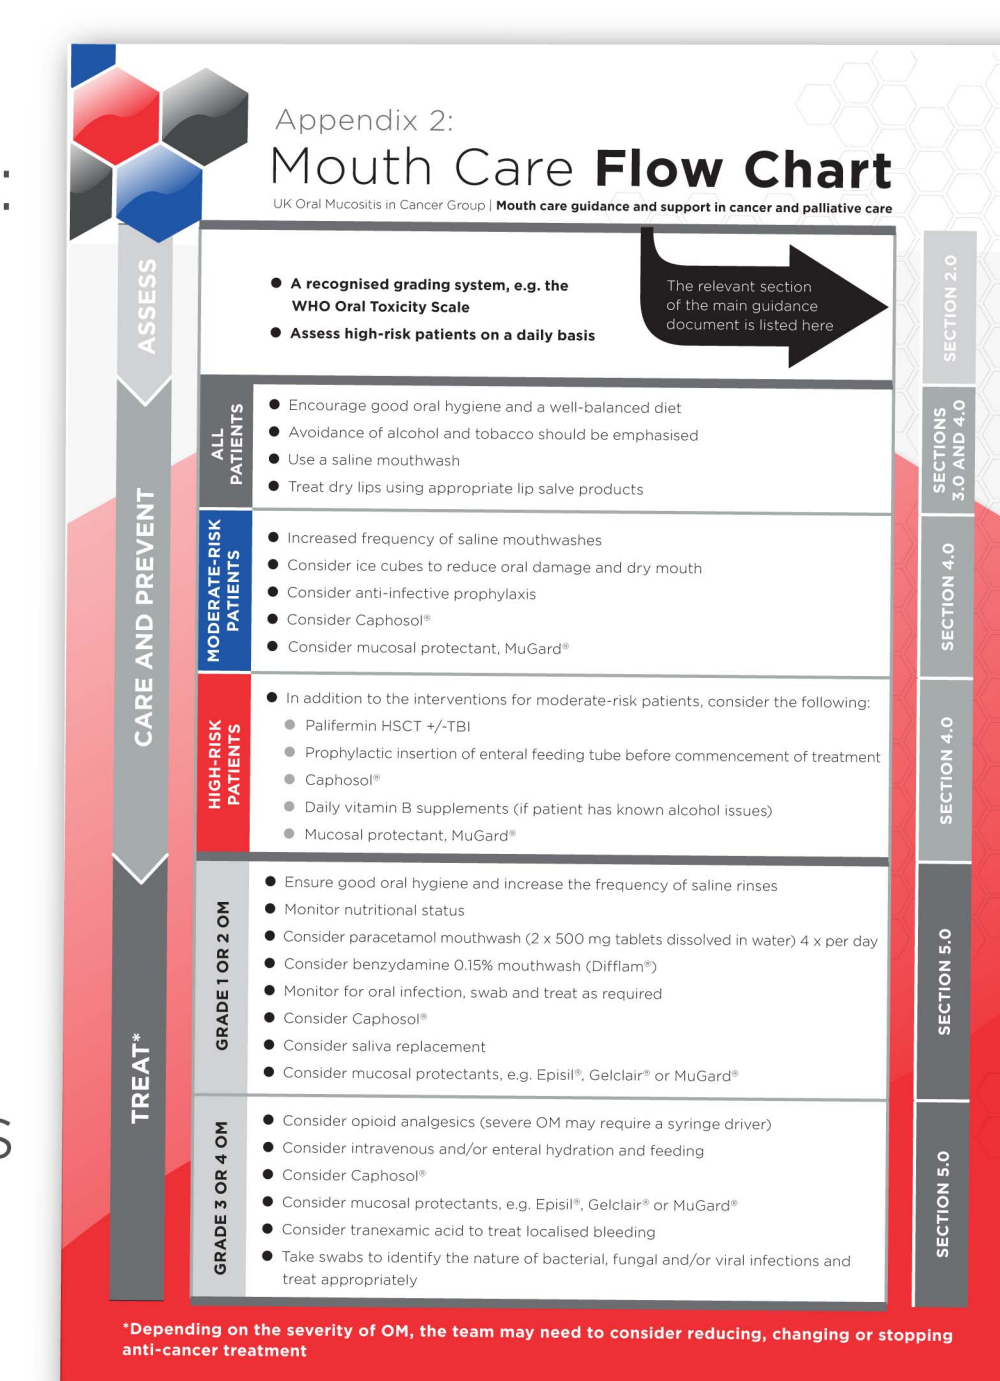 :
S
Appendix 2:
Mouth Care Flow Chart
UK Oral Mucositis in Cancer Group | Mouth care guidance and support in cancer and palliative care
ASSESS
● A recognised grading system, e.g. the
WHO Oral Toxicity Scale
● Assess high-risk patients on a daily basis
The relevant section
of the main guidance
document is listed here
SECTION 2.0
CARE AND PREVENT
ALL
PATIENTS
● Encourage good oral hygiene and a well-balanced diet
● Avoidance of alcohol and tobacco should be emphasised
● Use a saline mouthwash
● Treat dry lips using appropriate lip salve products
SECTIONS
3.0 AND 4.0
MODERATE-RISK
PATIENTS
● Increased frequency of saline mouthwashes
● Consider ice cubes to reduce oral damage and dry mouth
● Consider anti-infective prophylaxis
● Consider Caphosol®
● Consider mucosal protectant, MuGard®
SECTION 4.0
HIGH-RISK
PATIENTS
● In addition to the interventions for moderate-risk patients, consider the following:
● Palifermin HSCT +/-TBI
● Prophylactic insertion of enteral feeding tube before commencement of treatment
● Caphosol®
● Daily vitamin B supplements (if patient has known alcohol issues)
● Mucosal protectant, MuGard®
SECTION 4.0
TREAT*
GRADE 1 OR 2 OM
● Ensure good oral hygiene and increase the frequency of saline rinses
● Monitor nutritional status
● Consider paracetamol mouthwash (2 x 500 mg tablets dissolved in water) 4 x per day
● Consider benzydamine 0.15% mouthwash (Difflam®)
● Monitor for oral infection, swab and treat as required
● Consider Caphosol®
● Consider saliva replacement
● Consider mucosal protectants, e.g. Episil®, Gelclair® or MuGard®
SECTION 5.0
GRADE 3 OR 4 OM
● Consider opioid analgesics (severe OM may require a syringe driver)
● Consider intravenous and/or enteral hydration and feeding
● Consider Caphosol®
● Consider mucosal protectants, e.g. Episil®, Gelclair® or MuGard®
● Consider tranexamic acid to treat localised bleeding
● Take swabs to identify the nature of bacterial, fungal and/or viral infections and
treat appropriately
SECTION 5.0
*Depending on the severity of OM, the team may need to consider reducing, changing or stopping
anti-cancer treatment